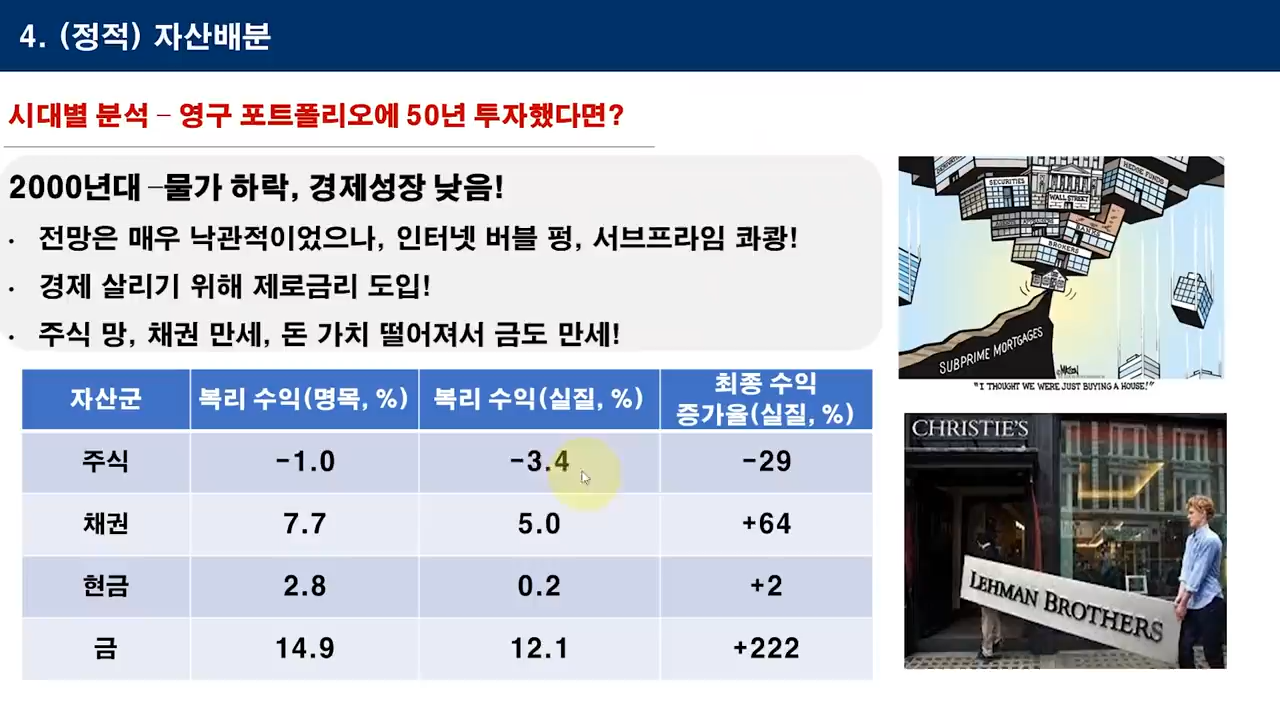 4. (정적) 자산배분
시대별 분석 – 영구 포트폴리오에 50년 투자했다면?
2000년대 –물가 하락, 경제성장 낮음!
· 전망은 매우 낙관적이었으나, 인터넷 버블 펑, 서브프라임 콰쾅!
· 경제 살리기 위해 제로금리 도입!
· 주식 망, 채권 만세, 돈 가치 떨어져서 금도 만세!
자산군 복리 수익(명목, %) 복리 수익(실질, %) 최종 수익 증가율(실질, %)
주식 -1.0 -3.4 -29
채권 7.7 5.0 +64
현금 2.8 0.2 +2
금 14.9 12.1 +222
HEDGE FUNDS
SECURITIES
WALL STREET
BANKS
BROKERS
SUBPRIME MORTGAGES
"I THOUGHT WE WERE JUST BUYING A HOUSE!"
CHRISTIE'S
LEHMAN BROTHERS